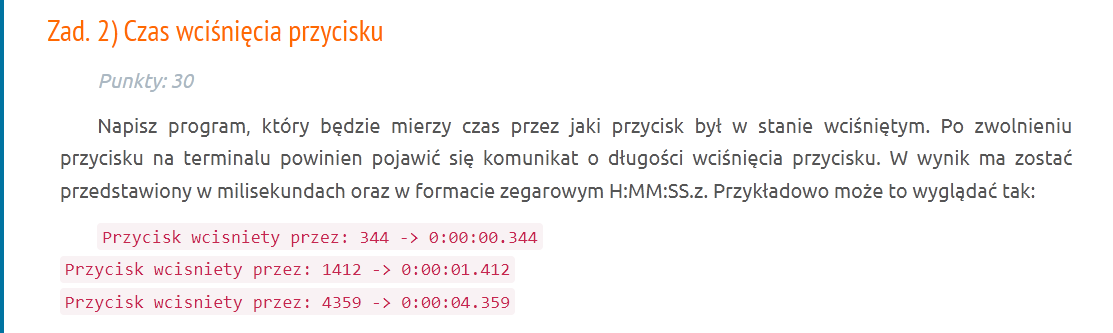 Zad. 2) Czas wciśnięcia przycisku
Punkty: 30
Napisz program, który będzie mierzy czas przez jaki przycisk był w stanie wciśniętym. Po zwolnieniu
przycisku na terminalu powinien pojawić się komunikat o długości wciśnięcia przycisku. W wynik ma zostać
przedstawiony w milisekundach oraz w formacie zegarowym H:MM:SS.z. Przykładowo może to wyglądać tak:
Przycisk wcisniety przez: 344 -> 0:00:00.344
Przycisk wcisniety przez: 1412 -> 0:00:01.412
Przycisk wcisniety przez: 4359 -> 0:00:04.359